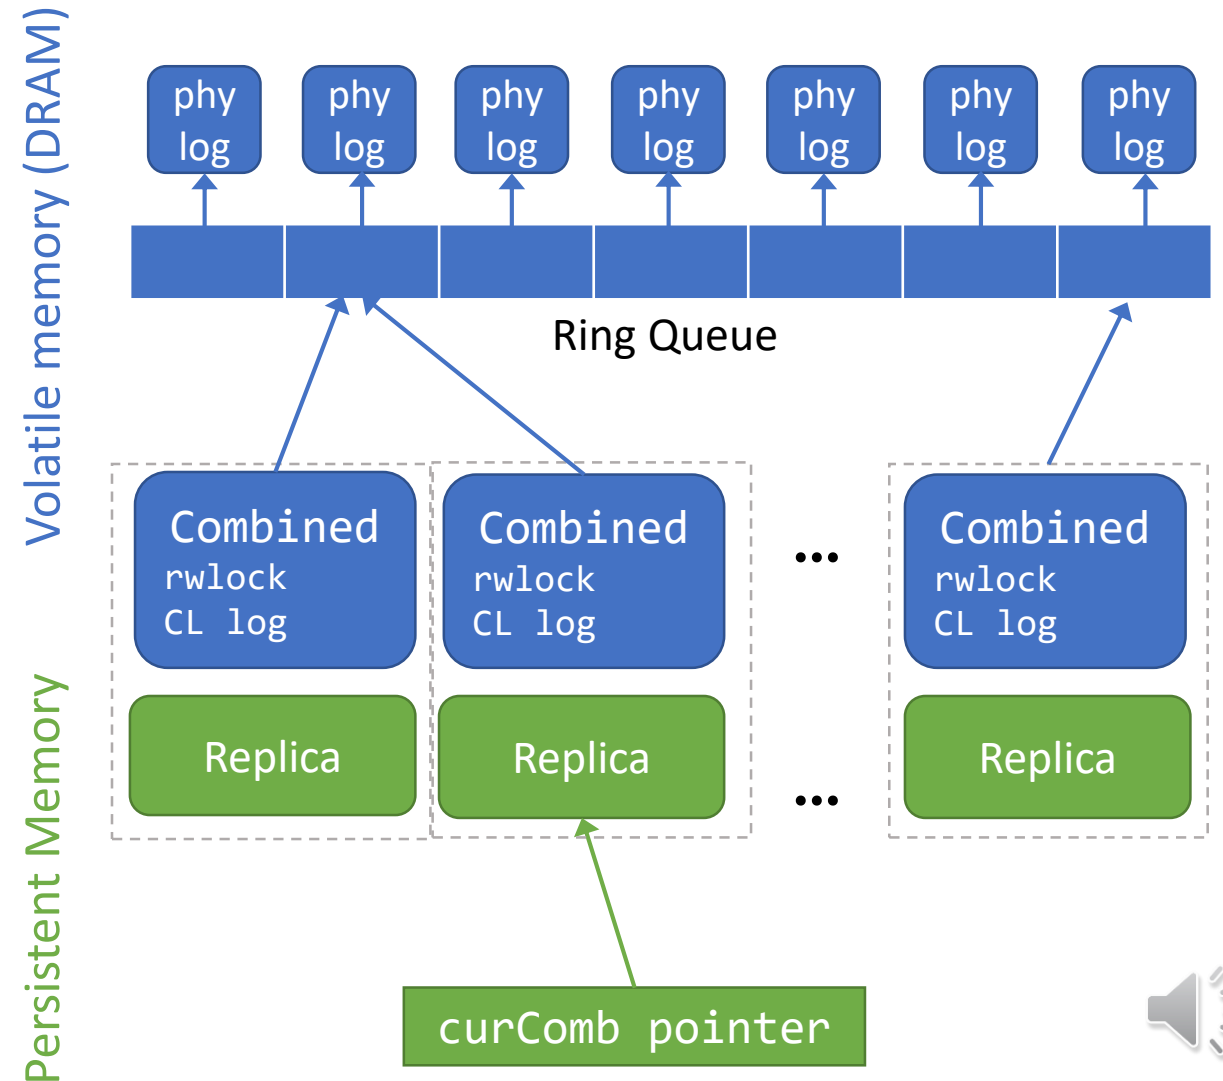 Volatile memory (DRAM)
phy
log
phy
log
phy
log
phy
log
phy
log
phy
log
phy
log
Ring Queue
Combined
rwlock
CL log
Combined
rwlock
CL log
...
Combined
rwlock
CL log
Persistent Memory
Replica
Replica
...
Replica
curComb pointer